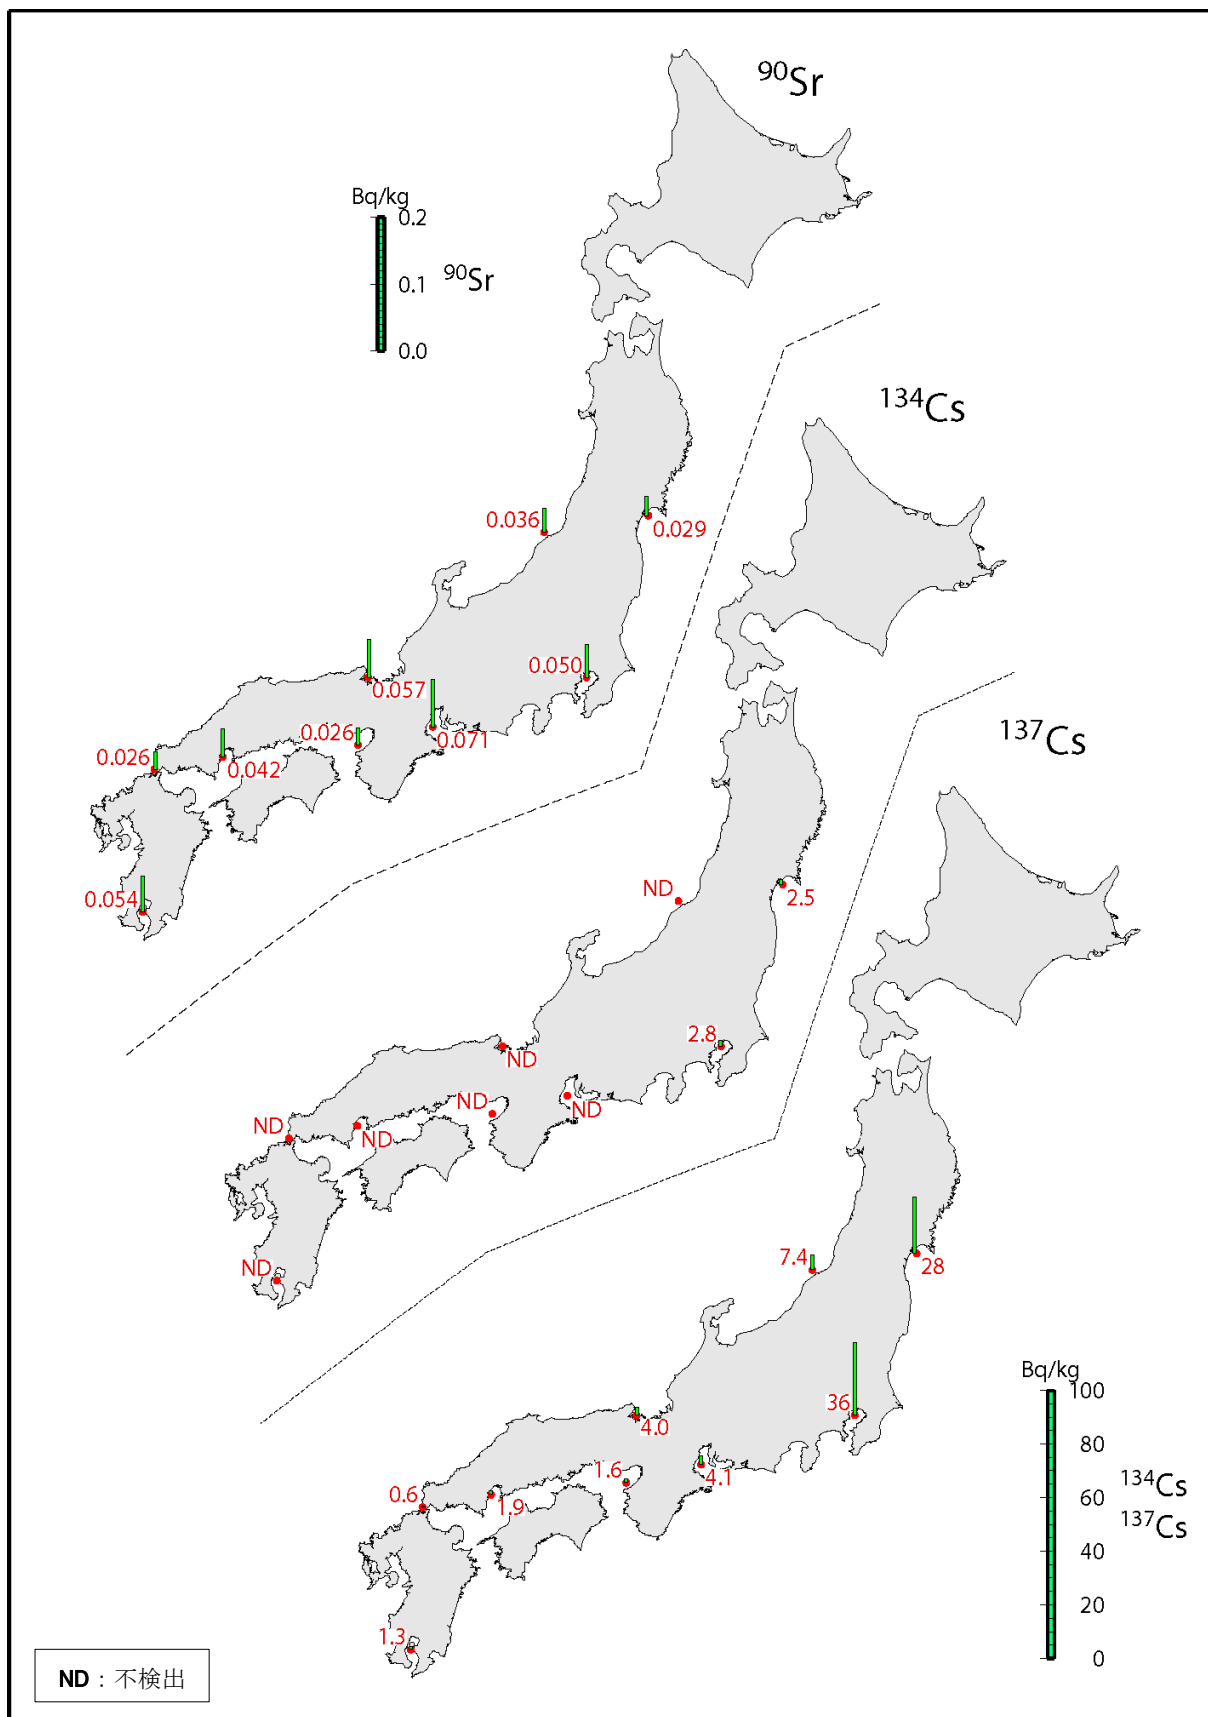 ⁹⁰Sr
Bq/kg
0.2
0.1
0.0
⁹⁰Sr
0.036
0.029
0.050
0.057
0.071
0.026
0.042
0.026
0.054
¹³⁴Cs
ND
2.5
2.8
ND
ND
ND
ND
ND
ND
¹³⁷Cs
7.4
28
36
4.0
4.1
1.6
1.9
0.6
1.3
Bq/kg
100
80
60
40
20
0
¹³⁴Cs
¹³⁷Cs
ND：不検出